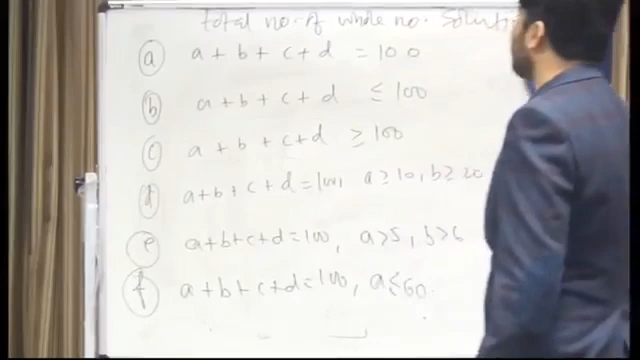 total no. of whole no. Solut
(a) a + b + c + d = 100
(b) a + b + c + d ≤ 100
(c) a + b + c + d ≥ 100
(d) a+b+c+d=100, a≥10, b≥20
(e) a+b+c+d=100, a>5, b>6
(f) a+b+c+d=100, a≤60.